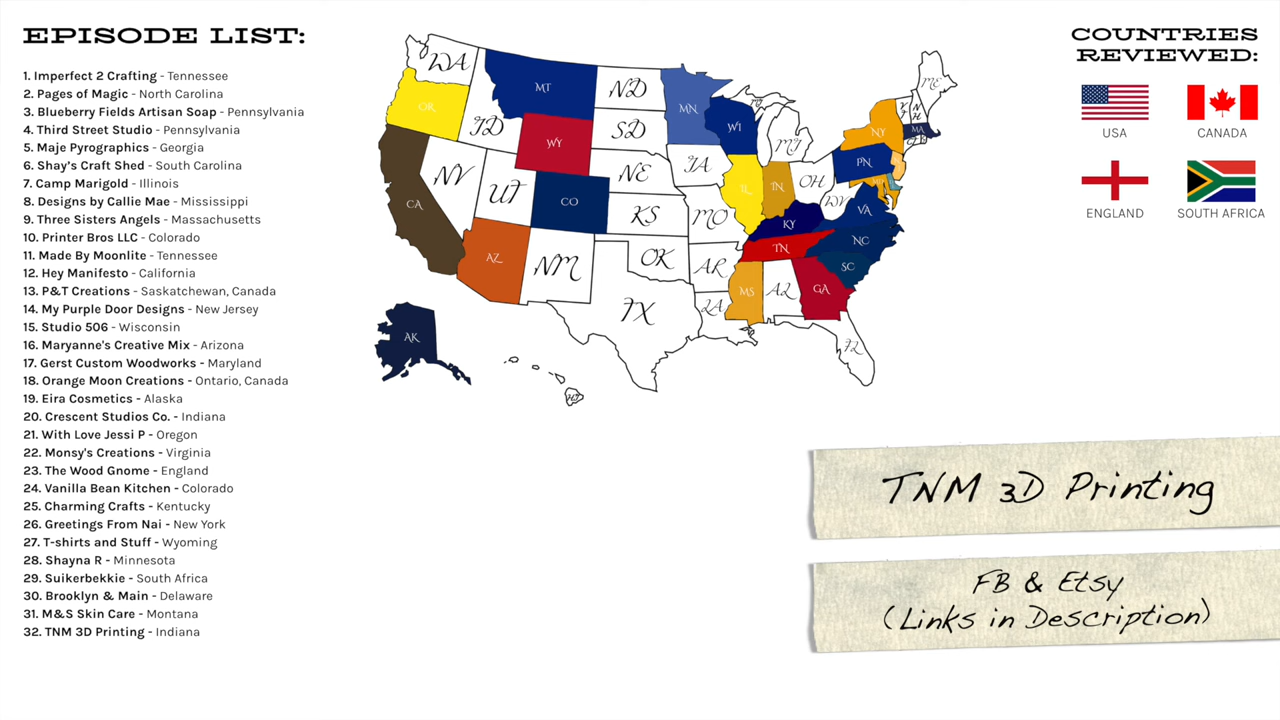 EPISODE LIST:
1. Imperfect 2 Crafting - Tennessee
2. Pages of Magic - North Carolina
3. Blueberry Fields Artisan Soap - Pennsylvania
4. Third Street Studio - Pennsylvania
5. Maje Pyrographics - Georgia
6. Shay's Craft Shed - South Carolina
7. Camp Marigold - Illinois
8. Designs by Callie Mae - Mississippi
9. Three Sisters Angels - Massachusetts
10. Printer Bros LLC - Colorado
11. Made By Moonlite - Tennessee
12. Hey Manifesto - California
13. P&T Creations - Saskatchewan, Canada
14. My Purple Door Designs - New Jersey
15. Studio 506 - Wisconsin
16. Maryanne's Creative Mix - Arizona
17. Gerst Custom Woodworks - Maryland
18. Orange Moon Creations - Ontario, Canada
19. Eira Cosmetics - Alaska
20. Crescent Studios Co. - Indiana
21. With Love Jessi P - Oregon
22. Monsy's Creations - Virginia
23. The Wood Gnome - England
24. Vanilla Bean Kitchen - Colorado
25. Charming Crafts - Kentucky
26. Greetings From Nai - New York
27. T-shirts and Stuff - Wyoming
28. Shayna R - Minnesota
29. Suikerbekkie - South Africa
30. Brooklyn & Main - Delaware
31. M&S Skin Care - Montana
32. TNM 3D Printing - Indiana
WA
MT
ND
MN
ME
OR
ID
SD
WI
MI
VT
NH
NY
MA
WY
NE
IA
PN
NV
UT
CO
IL
IN
OH
WV
CA
KS
MO
KY
VA
AZ
NM
OK
AR
TN
NC
SC
TX
LA
MS
AL
GA
FL
AK
HI
COUNTRIES
REVIEWED:
USA
CANADA
ENGLAND
SOUTH AFRICA
TNM 3D Printing
FB & Etsy
(Links in Description)